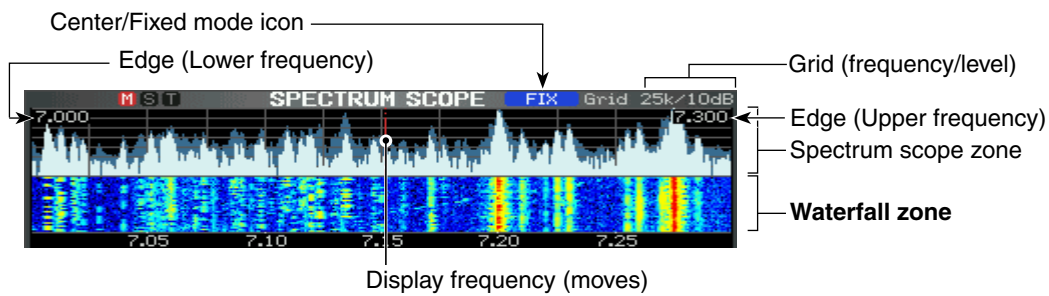 Center/Fixed mode icon
Edge (Lower frequency)
Grid (frequency/level)
M S T SPECTRUM SCOPE FIX Grid 25k/10dB
7.000 7.300
Edge (Upper frequency)
Spectrum scope zone
Waterfall zone
7.05 7.10 7.15 7.20 7.25
Display frequency (moves)